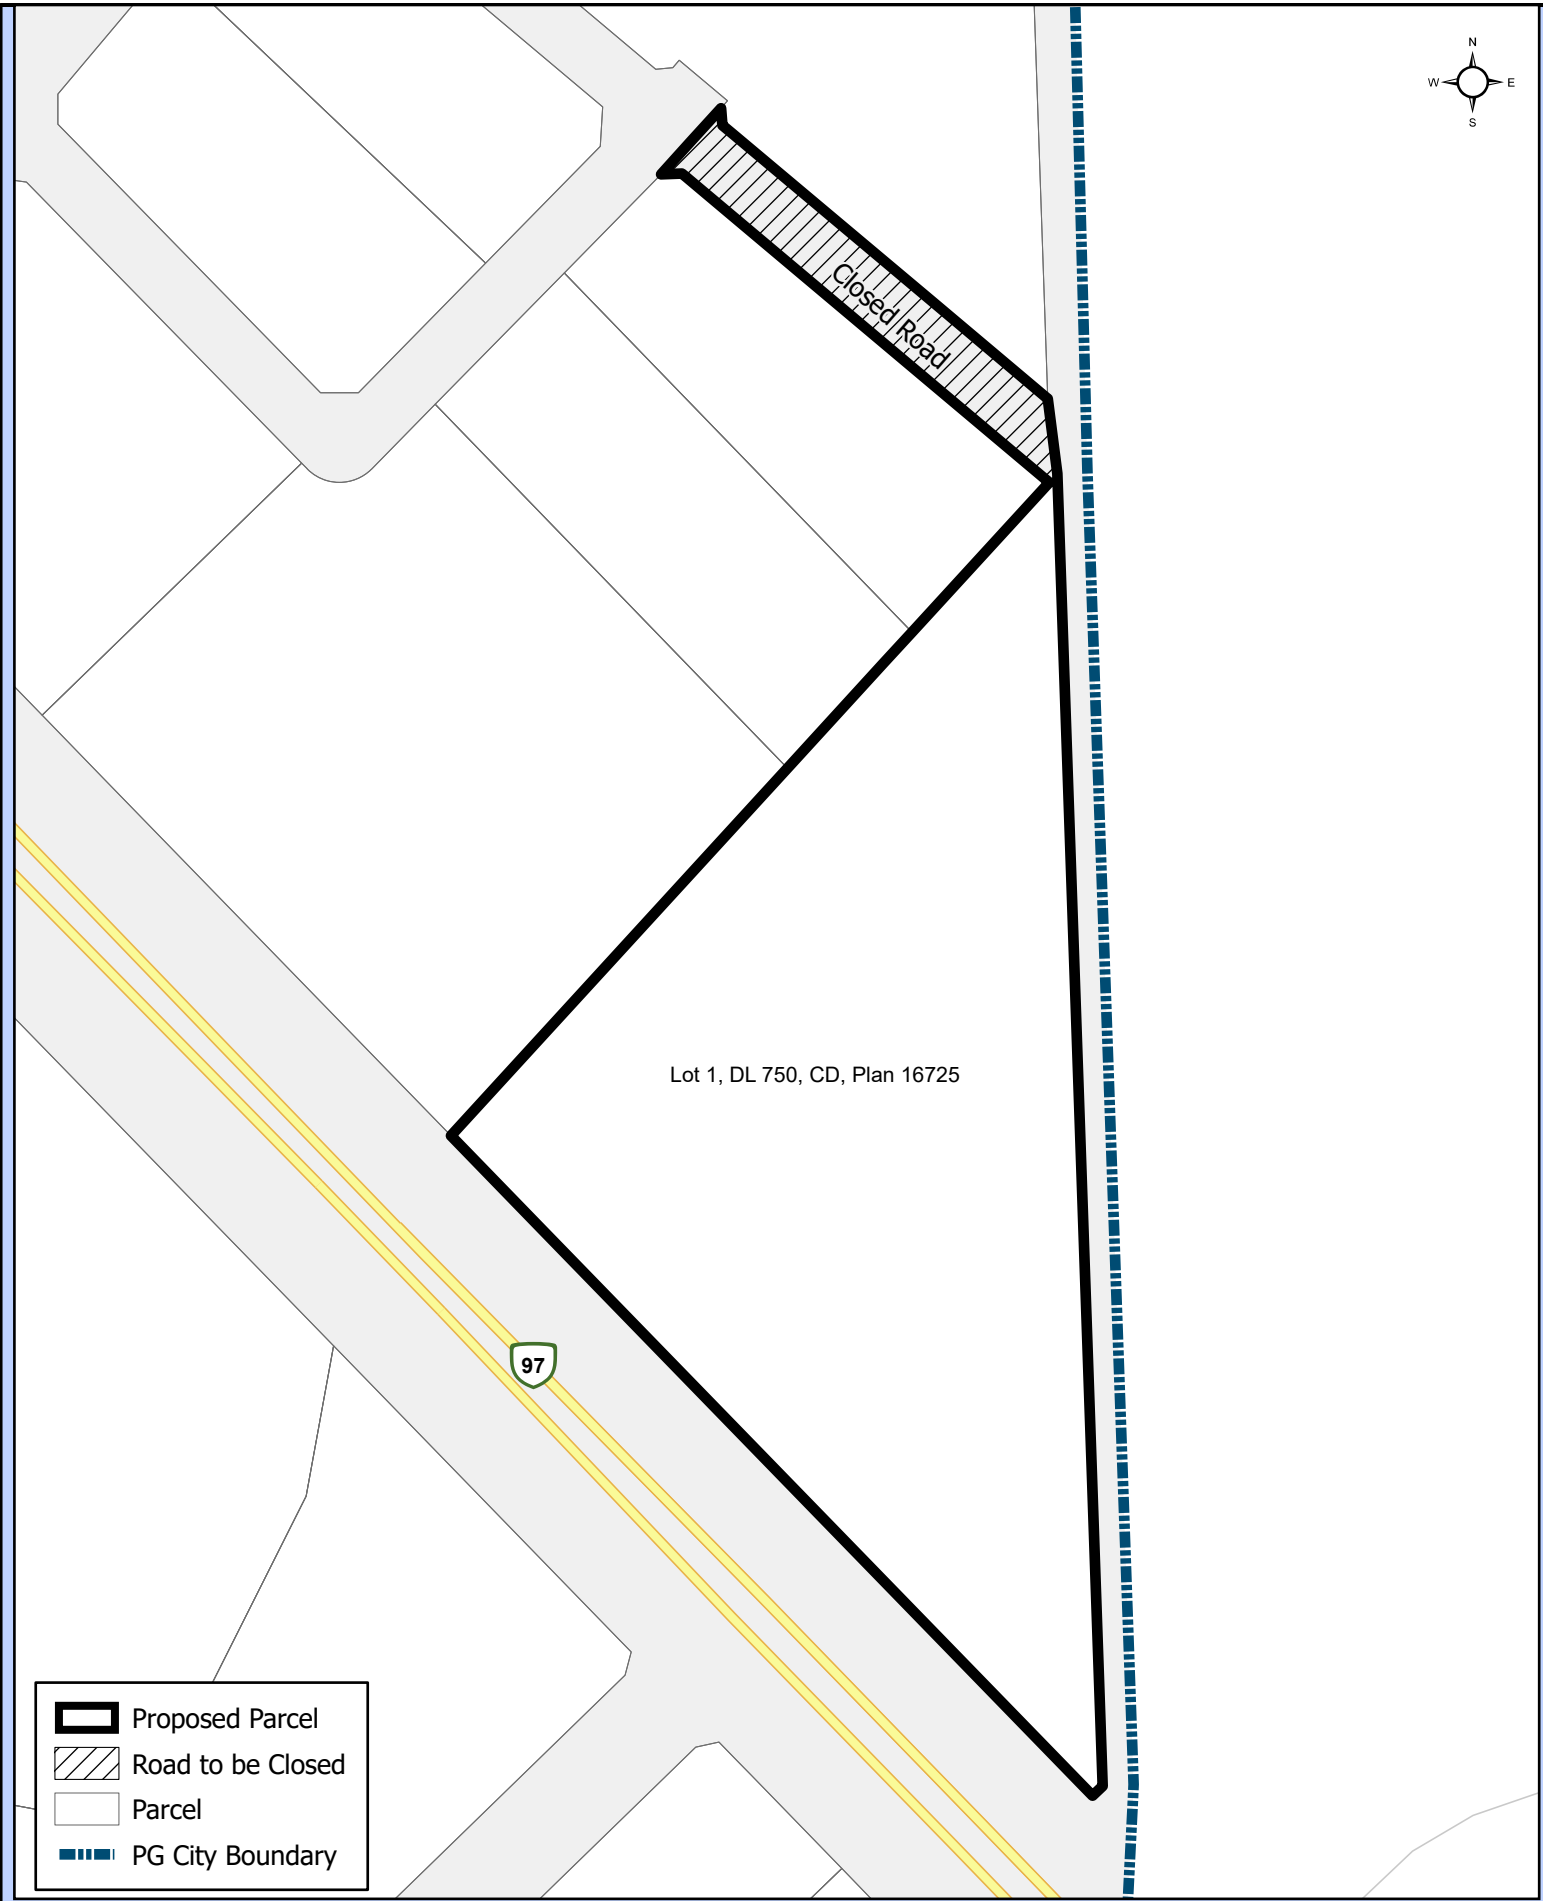 N
W E
S
Closed Road
Lot 1, DL 750, CD, Plan 16725
97
Proposed Parcel
Road to be Closed
Parcel
PG City Boundary